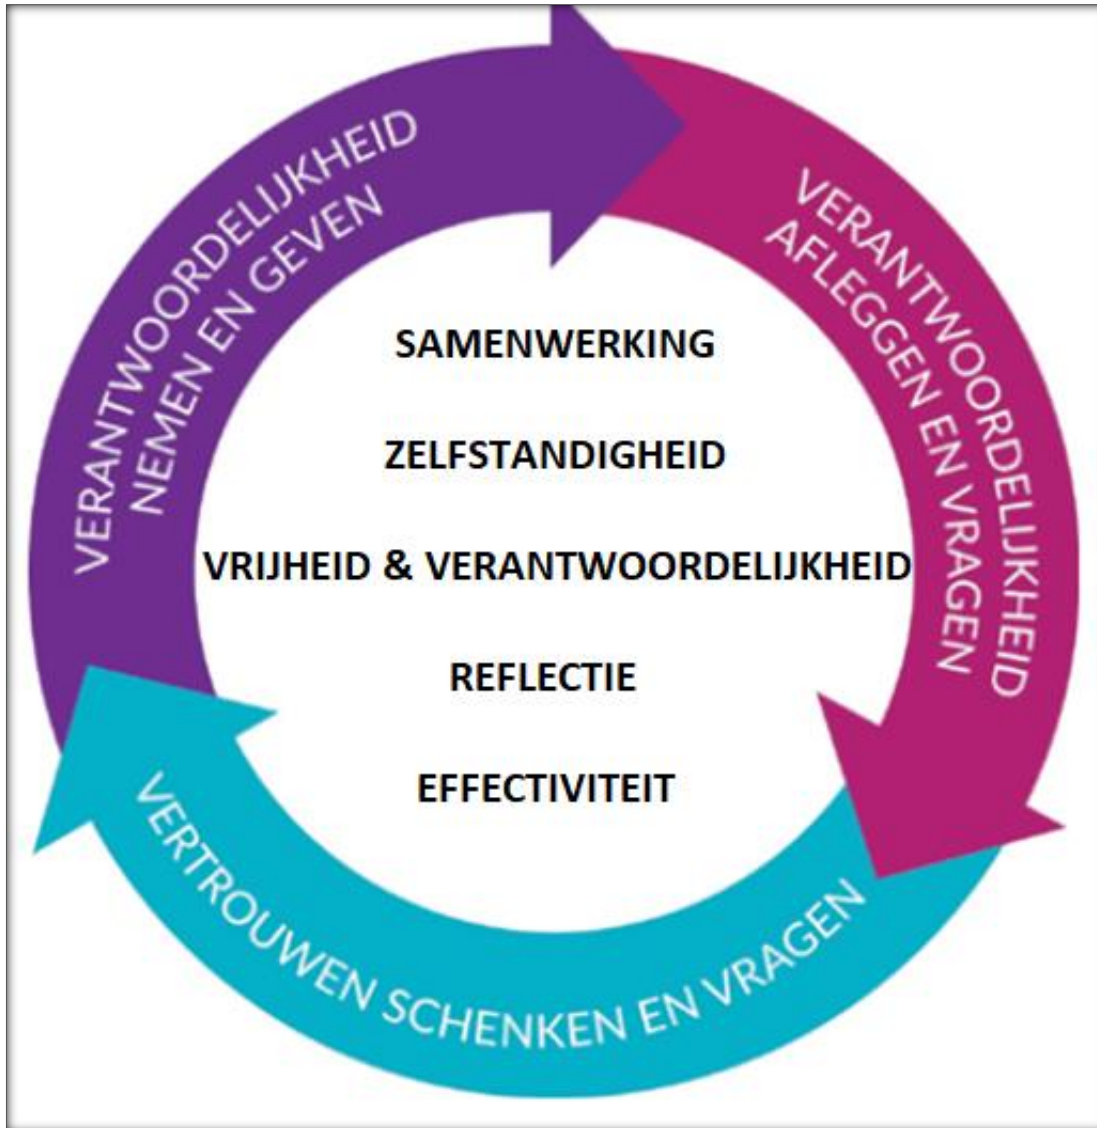 VERANTWOORDELIJKHEID
NEMEN EN GEVEN
VERANTWOORDELIJKHEID
AFLEGGEN EN VRAGEN
SAMENWERKING
ZELFSTANDIGHEID
VRIJHEID & VERANTWOORDELIJKHEID
REFLECTIE
EFFECTIVITEIT
VERTROUWEN SCHENKEN EN VRAGEN